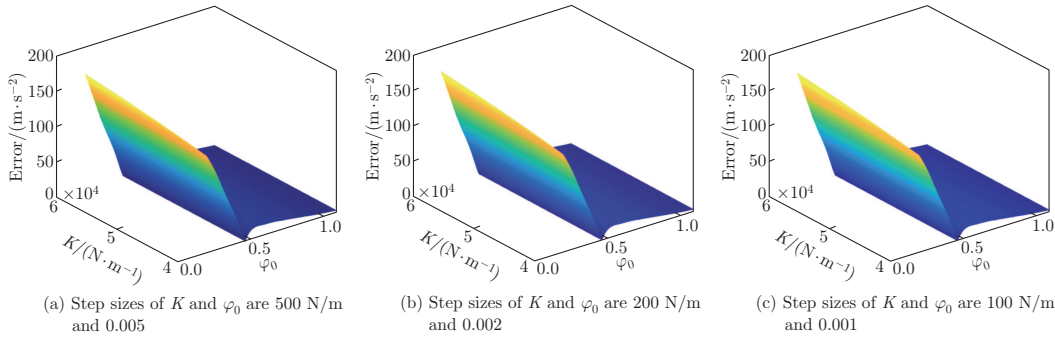 200
150
100
50
0
Error/(m·s⁻²)
×10⁴
6
5
4
K/(N·m⁻¹)
0.0
0.5
1.0
φ₀
(a) Step sizes of K and φ₀ are 500 N/m
and 0.005
200
150
100
50
0
Error/(m·s⁻²)
×10⁴
6
5
4
K/(N·m⁻¹)
0.0
0.5
1.0
φ₀
(b) Step sizes of K and φ₀ are 200 N/m
and 0.002
200
150
100
50
0
Error/(m·s⁻²)
×10⁴
6
5
4
K/(N·m⁻¹)
0.0
0.5
1.0
φ₀
(c) Step sizes of K and φ₀ are 100 N/m
and 0.001